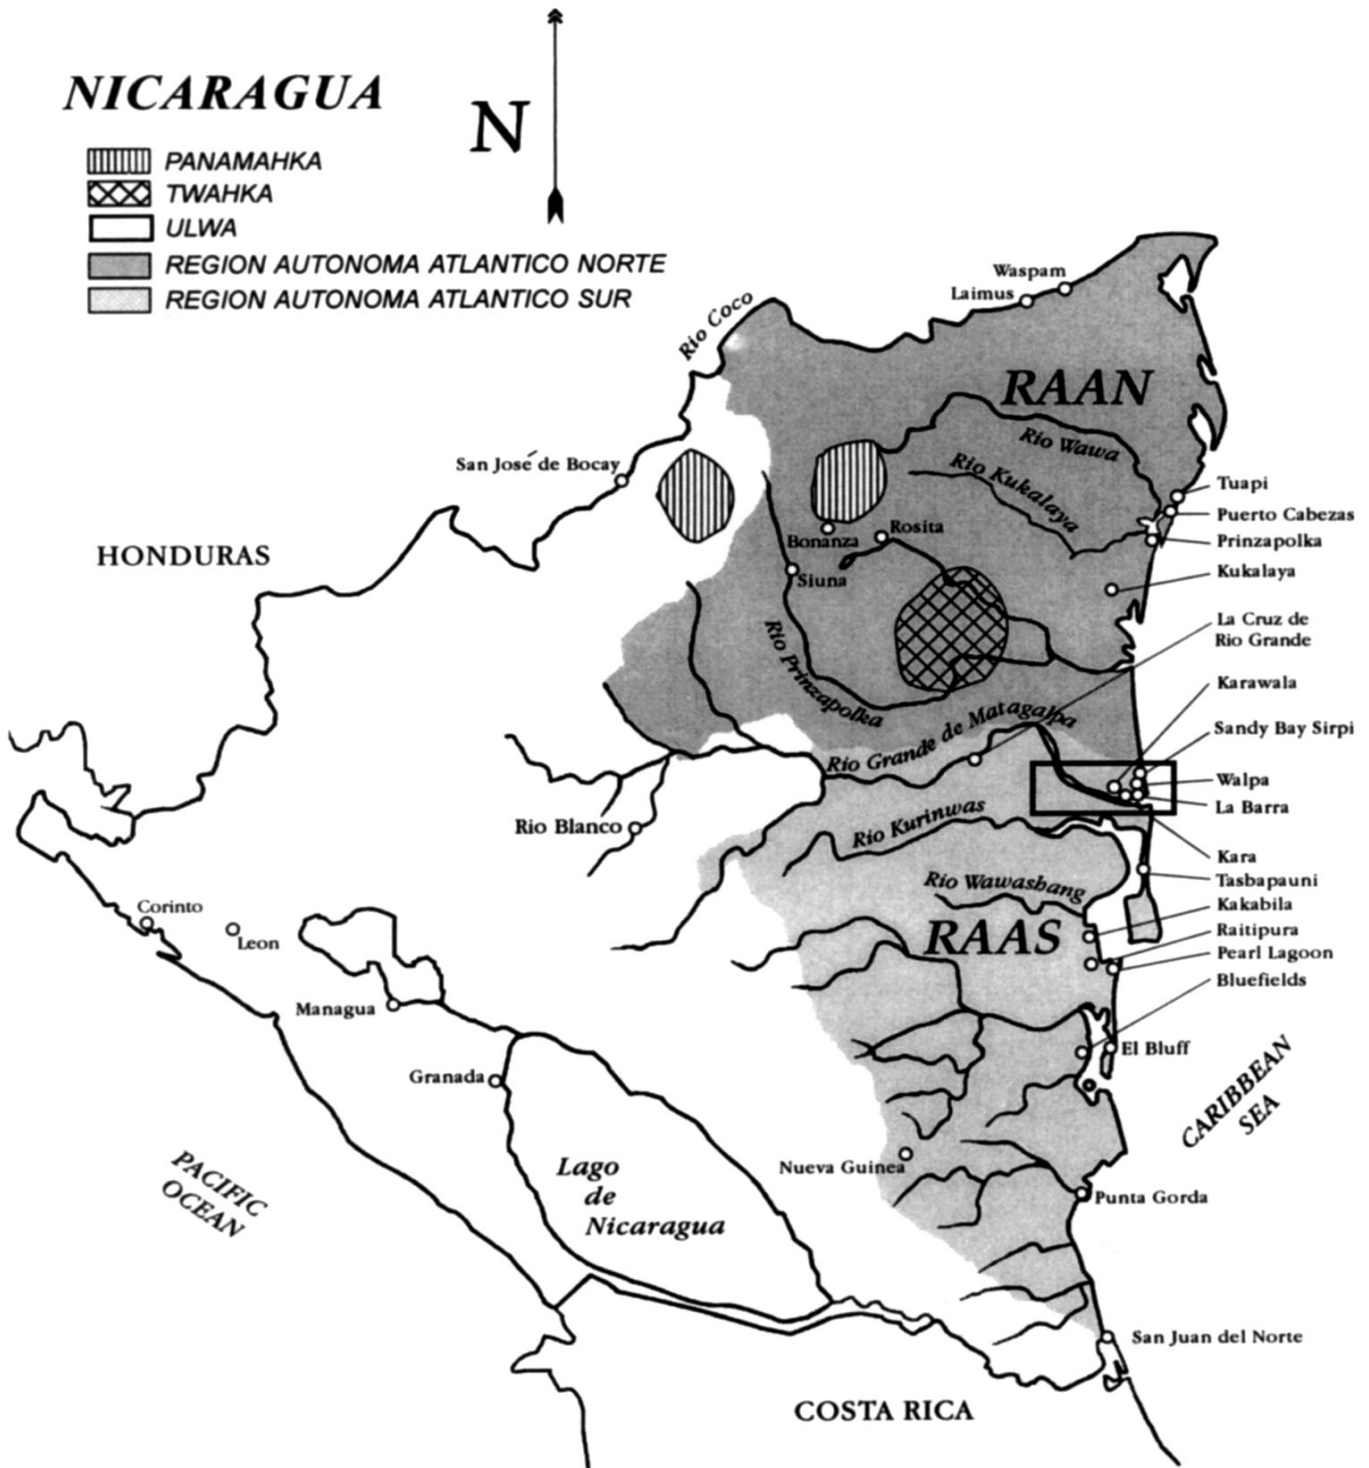 NICARAGUA
N
PANAMAHKA
TWAHKA
ULWA
REGION AUTONOMA ATLANTICO NORTE
REGION AUTONOMA ATLANTICO SUR
Waspam
Laimus
Rio Coco
RAAN
Rio Wawa
San José de Bocay
Rio Kukalaya
Tuapi
Puerto Cabezas
Prinzapolka
Rosita
Bonanza
HONDURAS
Siuna
Kukalaya
La Cruz de
Rio Grande
Rio Prinzapolka
Karawala
Rio Grande de Matagalpa
Sandy Bay Sirpi
Walpa
La Barra
Rio Blanco
Rio Kurinwas
Kara
Tasbapauni
Rio Wawashang
Kakabila
Corinto
Leon
RAAS
Raitipura
Pearl Lagoon
Bluefields
Managua
El Bluff
Granada
CARIBBEAN
SEA
PACIFIC
OCEAN
Lago
de
Nicaragua
Nueva Guinea
Punta Gorda
San Juan del Norte
COSTA RICA